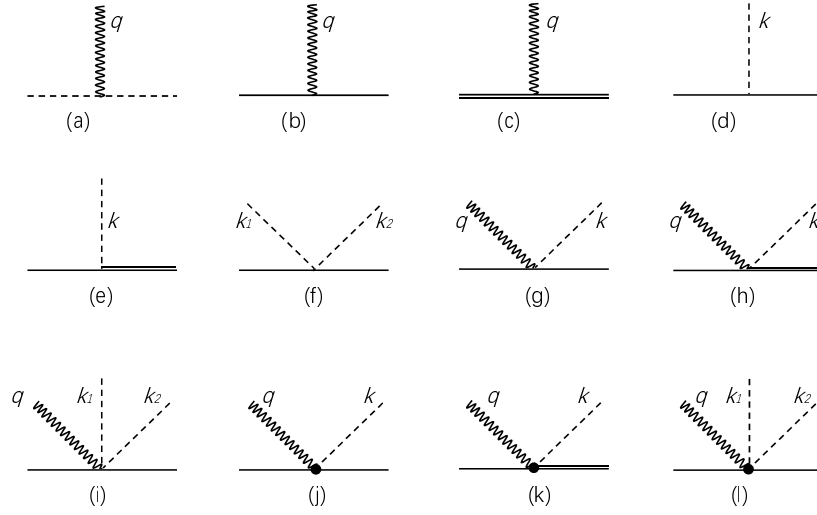 q q q k
(a) (b) (c) (d)
k k1 k2 q k q k
(e) (f) (g) (h)
q k1 k2 q k q k q k1 k2
(i) (j) (k) (l)